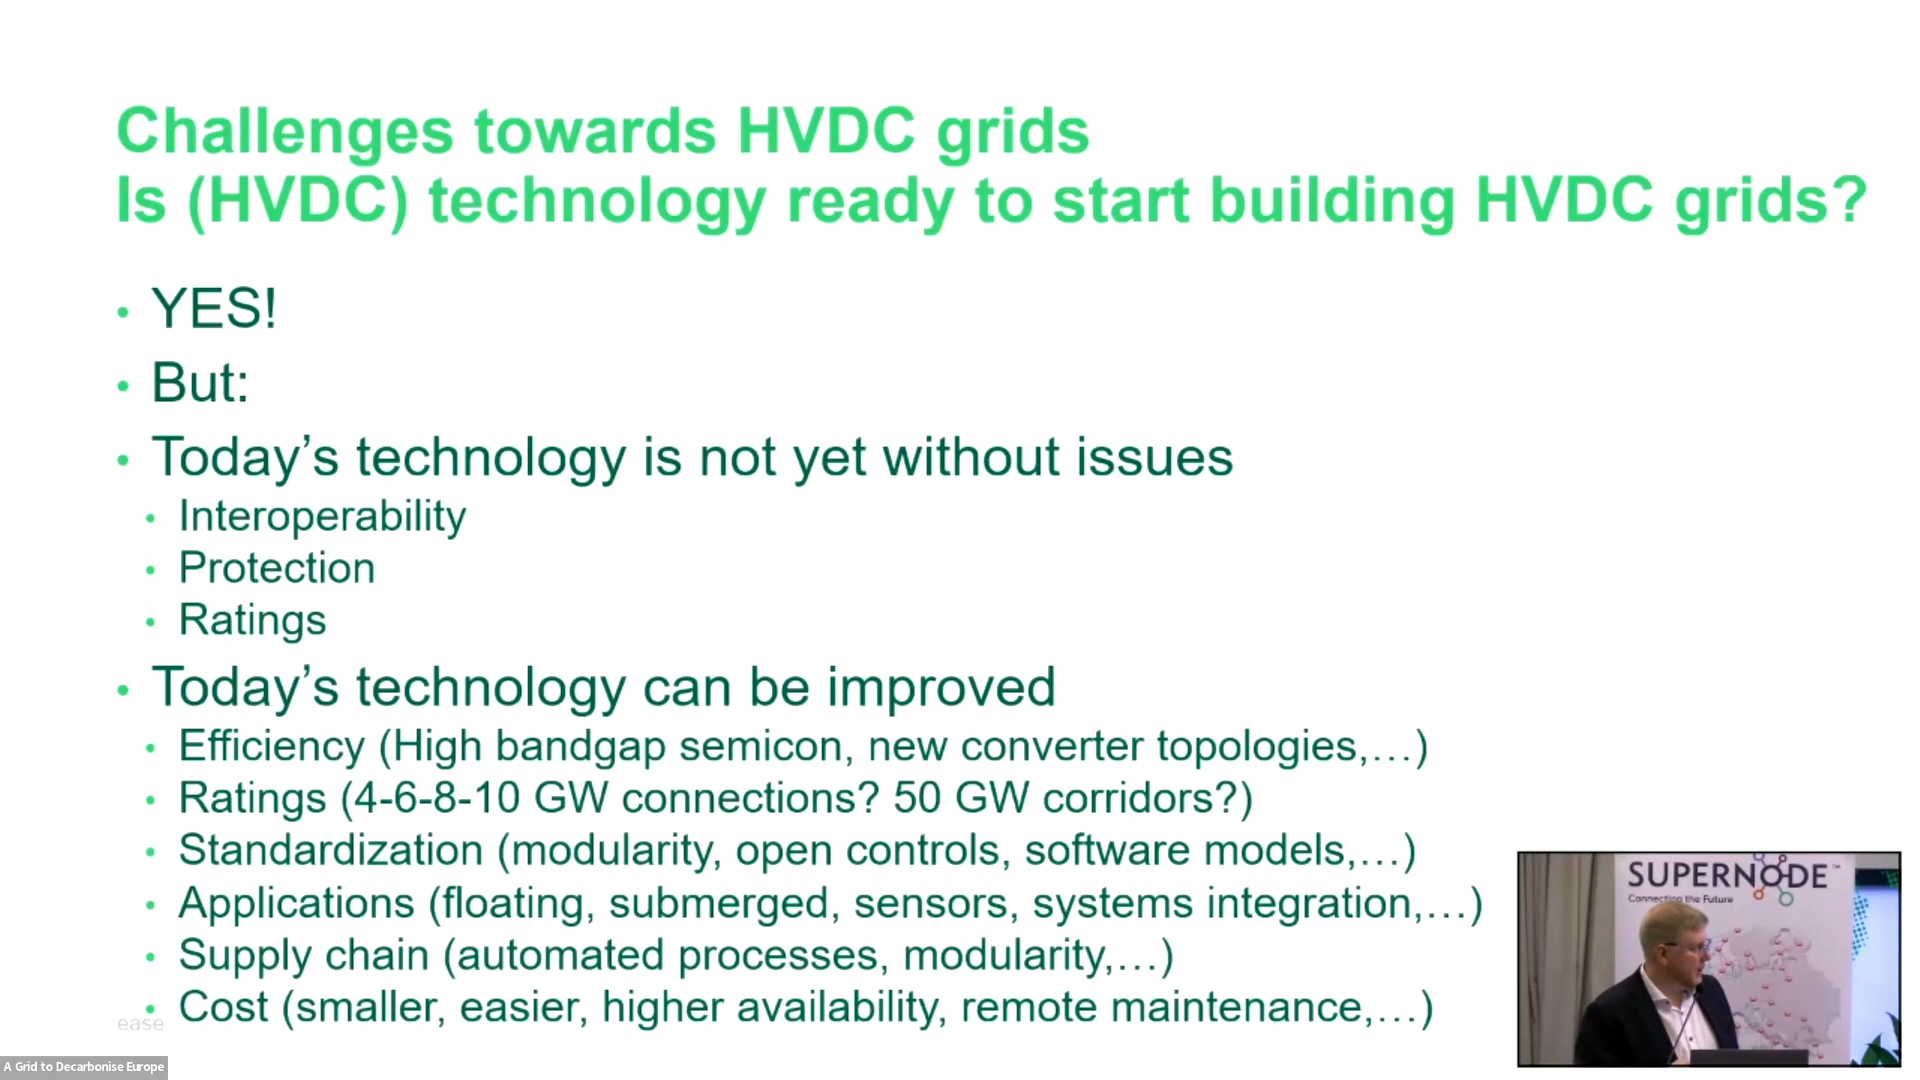 Challenges towards HVDC grids
Is (HVDC) technology ready to start building HVDC grids?
• YES!
• But:
• Today’s technology is not yet without issues
• Interoperability
• Protection
• Ratings
• Today’s technology can be improved
• Efficiency (High bandgap semicon, new converter topologies,…)
• Ratings (4-6-8-10 GW connections? 50 GW corridors?)
• Standardization (modularity, open controls, software models,…)
• Applications (floating, submerged, sensors, systems integration,…)
• Supply chain (automated processes, modularity,…)
• Cost (smaller, easier, higher availability, remote maintenance,…)
ease
A Grid to Decarbonise Europe
SUPERNODE™
Connecting the Future